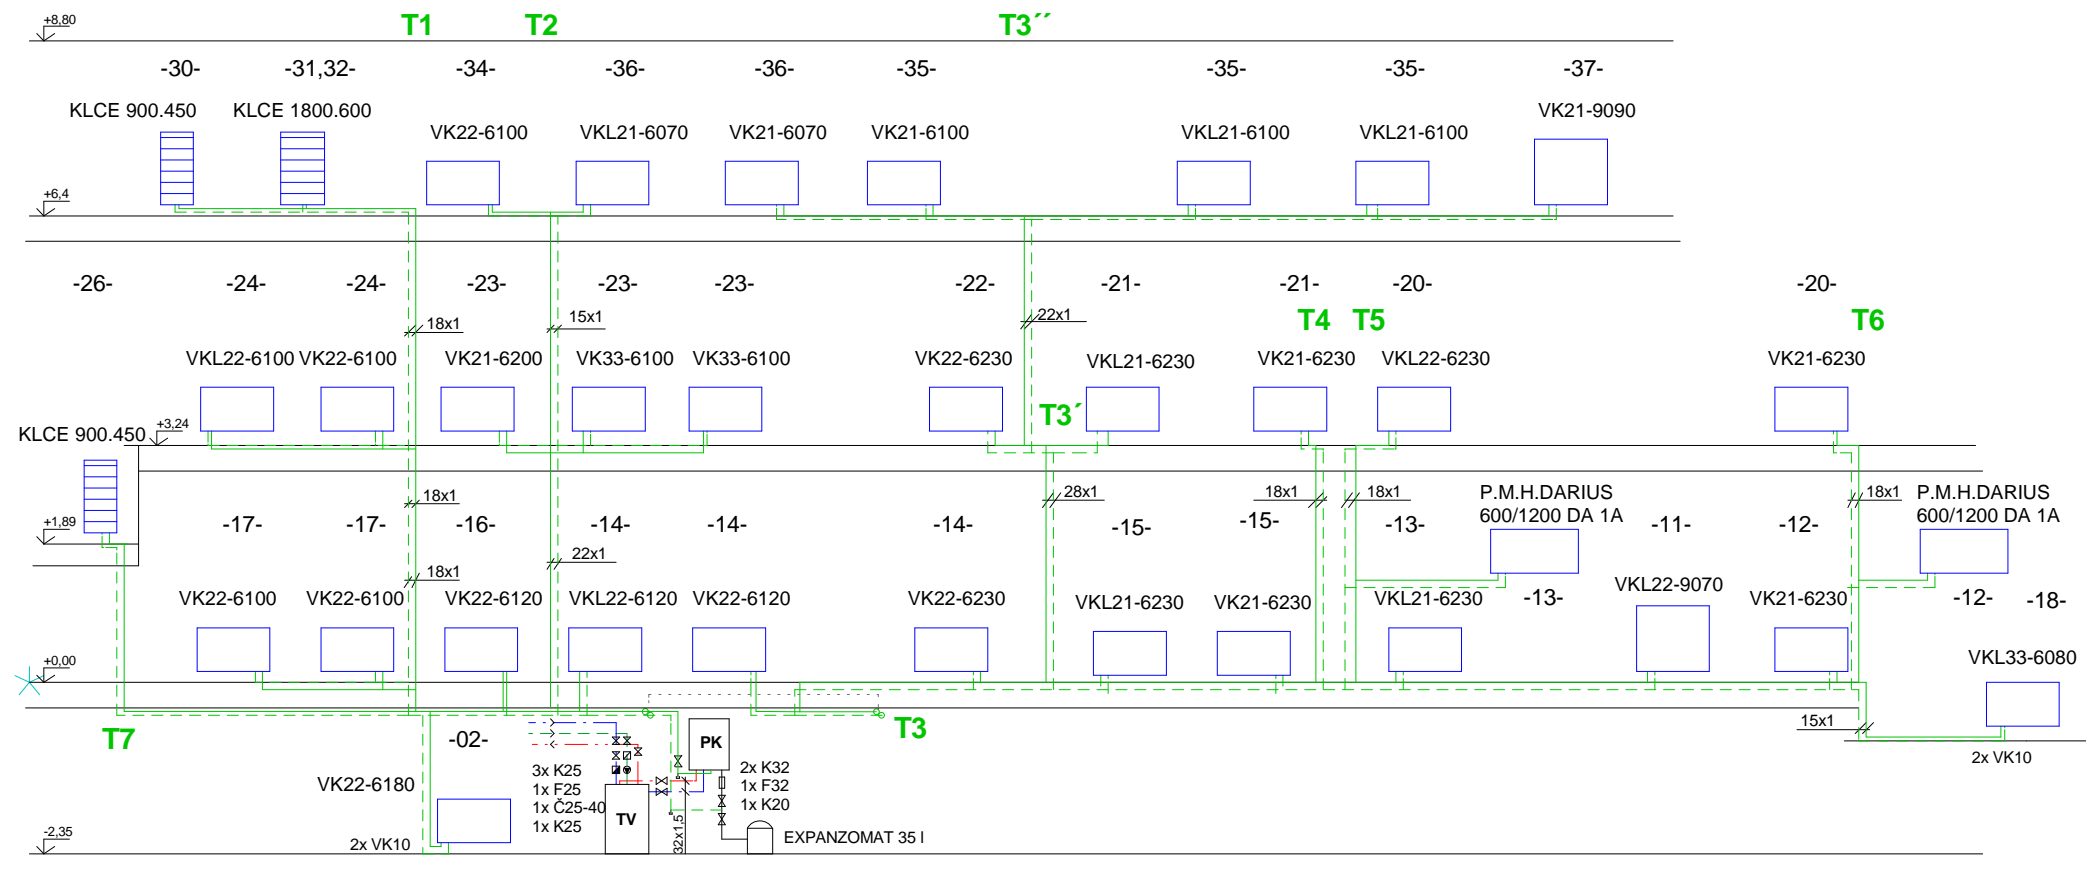 +8,80
T1
T2
T3´´
-30-
-31,32-
-34-
-36-
-36-
-35-
-35-
-35-
-37-
KLCE 900.450
KLCE 1800.600
VK22-6100
VKL21-6070
VK21-6070
VK21-6100
VKL21-6100
VKL21-6100
VK21-9090
+6,4
-26-
-24-
-24-
-23-
-23-
-23-
-22-
-21-
-21-
-20-
-20-
18x1
15x1
22x1
T4
T5
T6
VKL22-6100
VK22-6100
VK21-6200
VK33-6100
VK33-6100
VK22-6230
VKL21-6230
VK21-6230
VKL22-6230
VK21-6230
T3´
KLCE 900.450
+3,24
18x1
28x1
18x1
18x1
18x1
P.M.H.DARIUS
600/1200 DA 1A
P.M.H.DARIUS
600/1200 DA 1A
+1,89
-17-
-17-
-16-
-14-
-14-
-14-
-15-
-15-
-13-
-11-
-12-
18x1
22x1
VK22-6100
VK22-6100
VK22-6120
VKL22-6120
VK22-6120
VK22-6230
VKL21-6230
VK21-6230
VKL21-6230
-13-
VKL22-9070
VK21-6230
-12-
-18-
+0,00
VKL33-6080
T7
-02-
T3
15x1
2x VK10
PK
VK22-6180
3x K25
1x F25
1x Č25-40
1x K25
TV
2x K32
1x F32
1x K20
32x1,5
EXPANZOMAT 35 l
-2,35
2x VK10